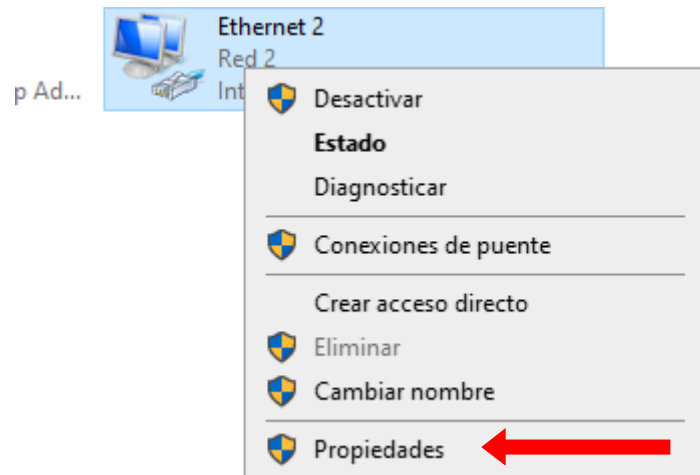 Ethernet 2
Red 2
p Ad...
Int
Desactivar
Estado
Diagnosticar
Conexiones de puente
Crear acceso directo
Eliminar
Cambiar nombre
Propiedades